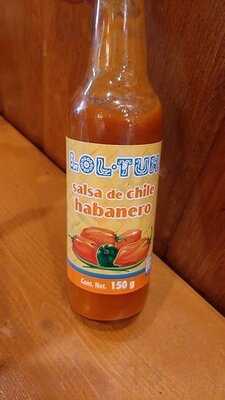 LOL·TUN
salsa de chile
habanero
Cont. Net. 150 g